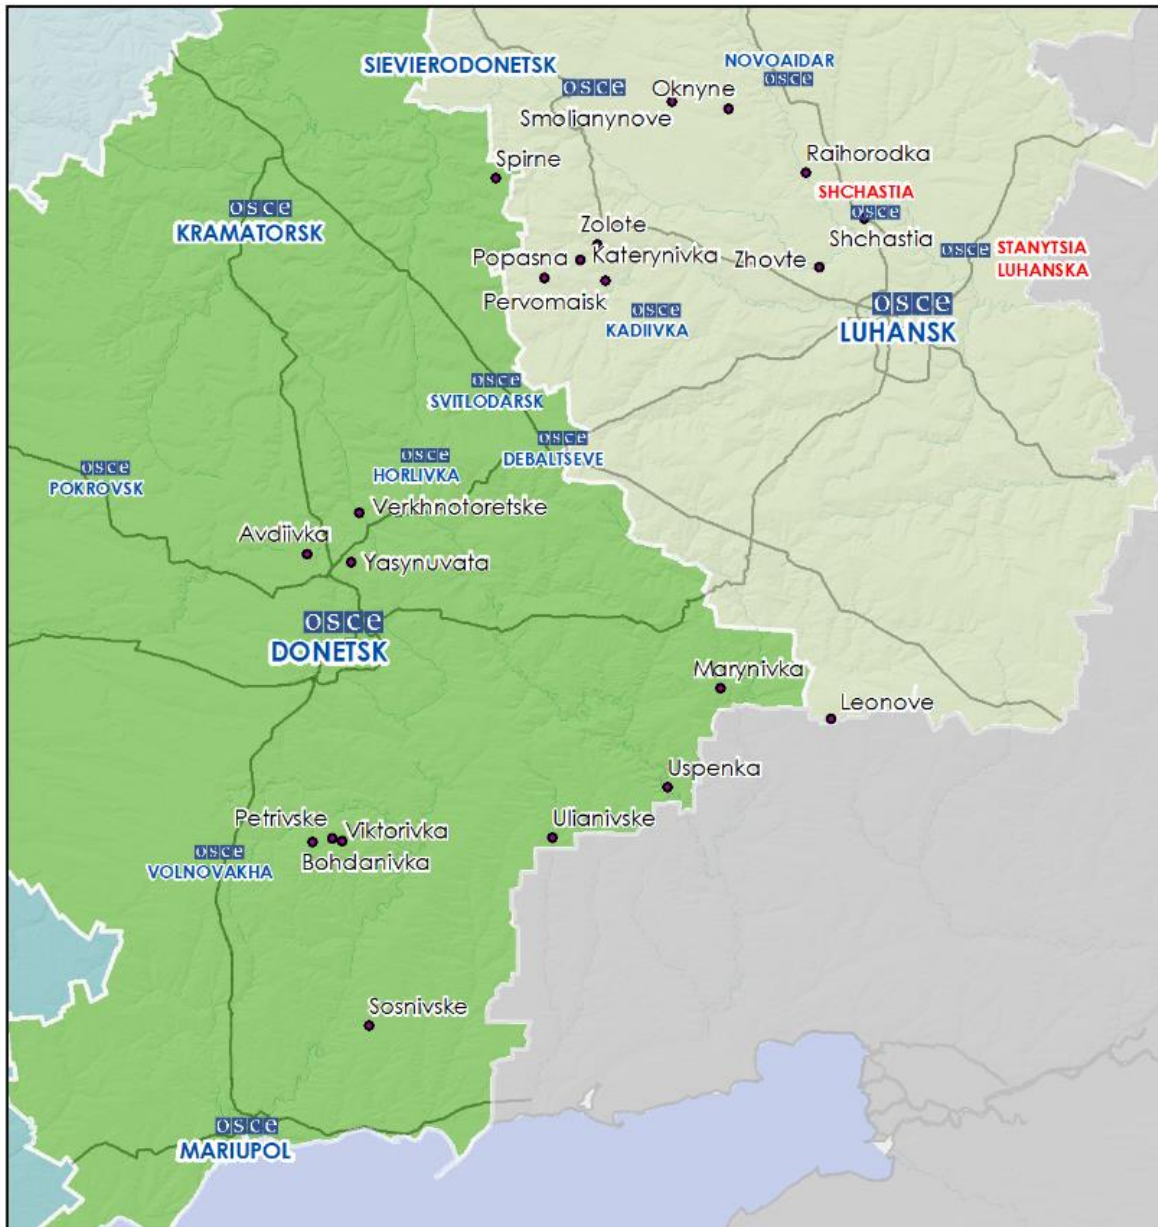 NOVOAIDAR
osce
SIEVIERODONETSK
osce
Oknyne
Smolianynove
Spirne
Raihorodka
SHCHASTIA
osce
Shchastia
osce
KRAMATORSK
Zolote
Popasna
Katerynivka
Zhovte
osce
STANYTSIA
LUHANSKA
Pervomaisk
osce
KADIIVKA
osce
LUHANSK
osce
SVITLODARSK
osce
DEBALTSEVE
osce
HORLIVKA
osce
POKROVSK
Verkhnotoretske
Avdiivka
Yasynuvata
osce
DONETSK
Marynivka
Leonove
Uspenka
Ulianivske
Petrivske
Viktorivka
Bohdanivka
osce
VOLNOVAKHA
Sosnivske
osce
MARIUPOL